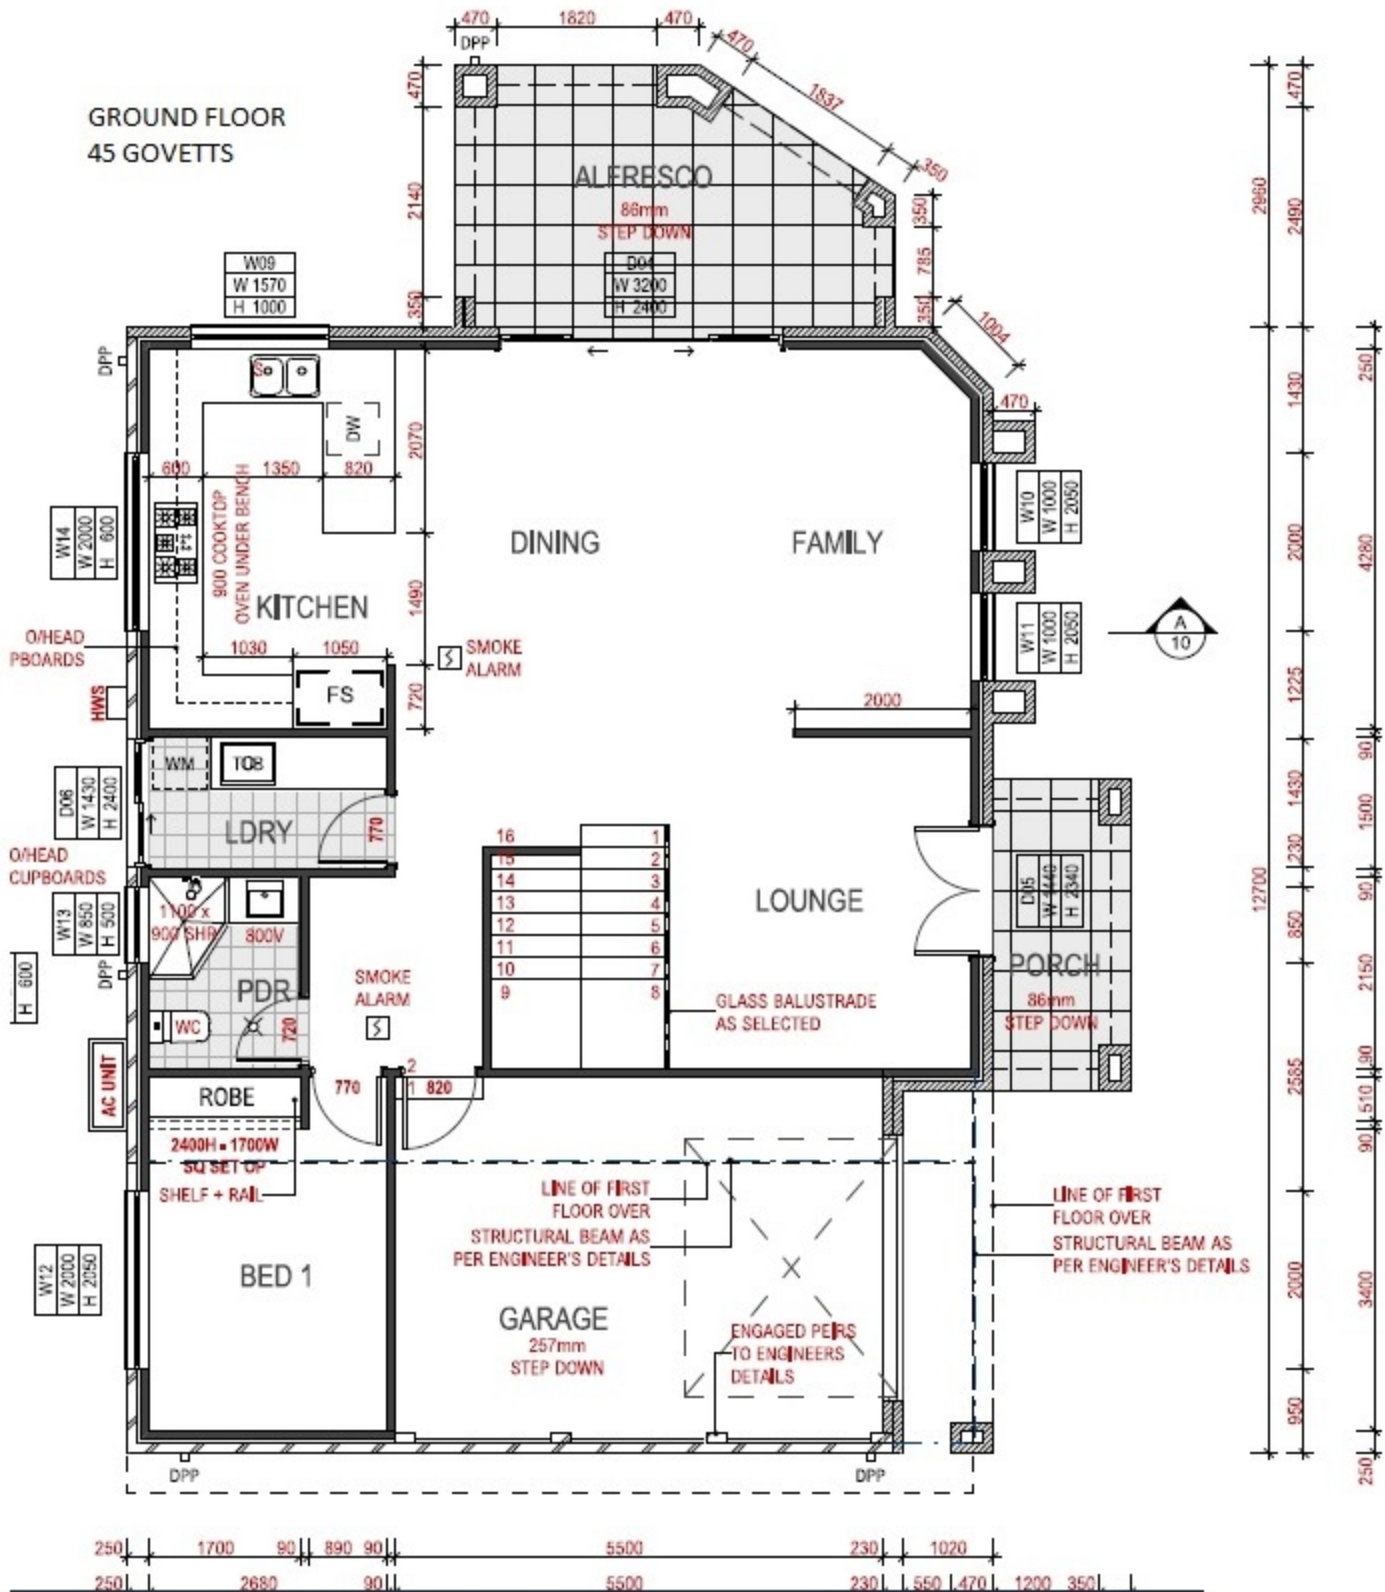 470 1820 470
DPP
470
1837
350
GROUND FLOOR
45 GOVETTS
470
2140
350
ALFRESCO
86mm
STEP DOWN
D04
W 3200
H 2400
350
785
350
1004
2960
470
2490
W09
W 1570
H 1000
DPP
S
DW
2070
600 1350 820
900 COOKTOP
OVEN UNDER BENCH
W14
W 2000
H 600
KITCHEN
1490
DINING
FAMILY
470
W10
W 1000
H 2050
W11
W 1000
H 2050
A
10
1430
2000
1225
250
4280
O/HEAD
PBOARDS
HWS
1030 1050
FS
720
SMOKE
ALARM
2000
WM
TOB
LDRY
770
D06
W 1430
H 2400
O/HEAD
CUPBOARDS
W13
W 850
H 500
DPP
H 600
1100 x
900 SHR
800V
PDR
WC
720
SMOKE
ALARM
16 1
15 2
14 3
13 4
12 5
11 6
10 7
9 8
LOUNGE
GLASS BALUSTRADE
AS SELECTED
D05
W 1440
H 2340
PORCH
86mm
STEP DOWN
12700
1430
230
850
2585
2000
950
90
1500
90
2150
90
510
90
3400
250
AC UNIT
ROBE
770
2
1 820
2400H = 1700W
SQ SET OP
SHELF + RAIL
LINE OF FIRST
FLOOR OVER
STRUCTURAL BEAM AS
PER ENGINEER'S DETAILS
LINE OF FIRST
FLOOR OVER
STRUCTURAL BEAM AS
PER ENGINEER'S DETAILS
W12
W 2000
H 2050
BED 1
GARAGE
257mm
STEP DOWN
ENGAGED PEIRS
TO ENGINEERS
DETAILS
DPP
DPP
250 1700 90 890 90 5500 230 1020
250 2680 90 5500 230 550 470 1200 350